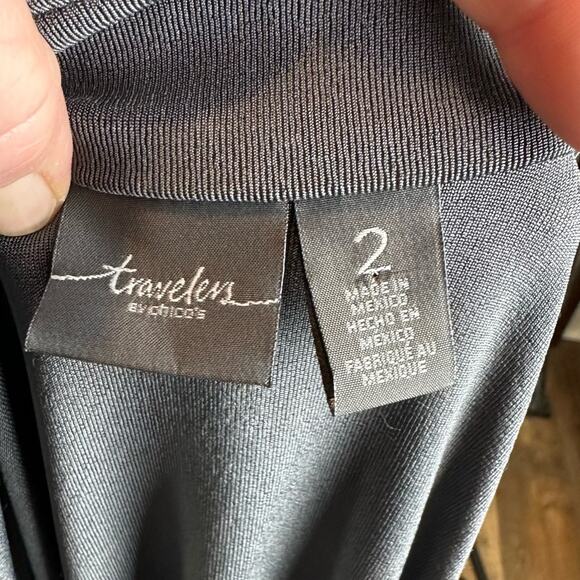 travelers
by chico's
2
MADE IN
MEXICO
HECHO EN
MEXICO
FABRIQUÉ AU
MEXIQUE